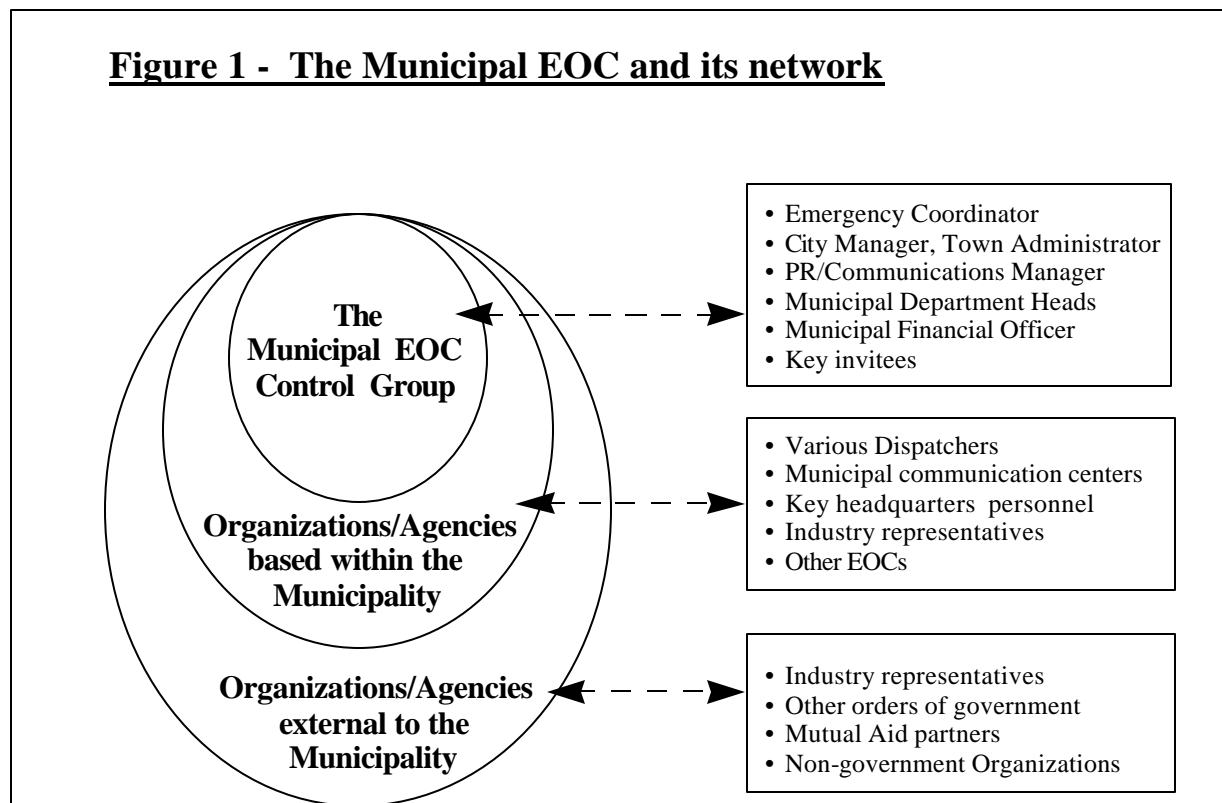 Figure 1 - The Municipal EOC and its network
The
Municipal EOC
Control Group
• Emergency Coordinator
• City Manager, Town Administrator
• PR/Communications Manager
• Municipal Department Heads
• Municipal Financial Officer
• Key invitees
Organizations/Agencies
based within the
Municipality
• Various Dispatchers
• Municipal communication centers
• Key headquarters personnel
• Industry representatives
• Other EOCs
Organizations/Agencies
external to the
Municipality
• Industry representatives
• Other orders of government
• Mutual Aid partners
• Non-government Organizations